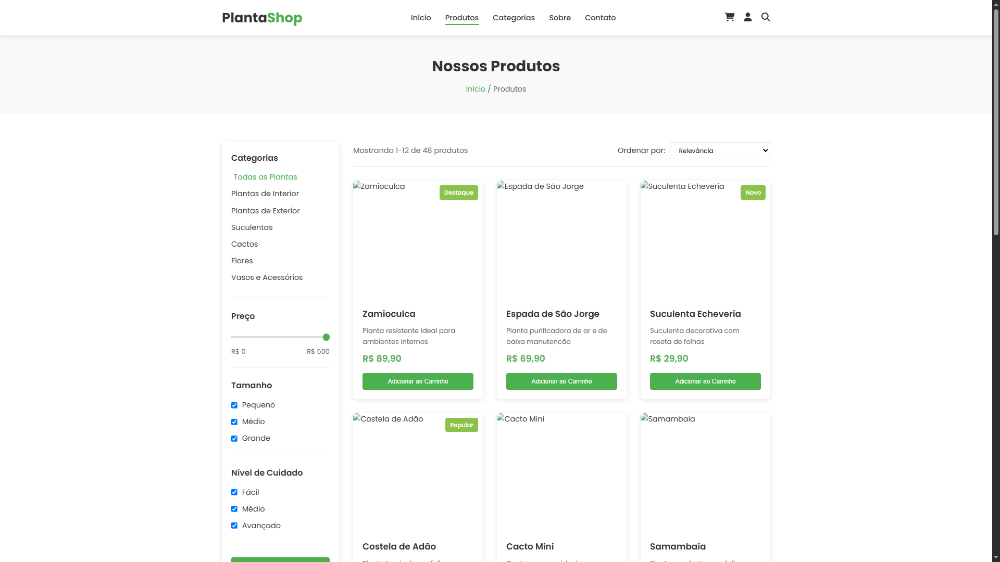 PlantaShop
Início
Produtos
Categorias
Sobre
Contato
Nossos Produtos
Início / Produtos
Categorias
Todas as Plantas
Plantas de Interior
Plantas de Exterior
Suculentas
Cactos
Flores
Vasos e Acessórios
Preço
R$ 0
R$ 500
Tamanho
Pequeno
Médio
Grande
Nível de Cuidado
Fácil
Médio
Avançado
Mostrando 1-12 de 48 produtos
Ordenar por:
Relevância
Zamioculca
Destaque
Zamioculca
Planta resistente ideal para
ambientes internos
R$ 89,90
Adicionar ao Carrinho
Espada de São Jorge
Espada de São Jorge
Planta purificadora de ar e de
baixa manutenção
R$ 69,90
Adicionar ao Carrinho
Suculenta Echeveria
Novo
Suculenta Echeveria
Suculenta decorativa com
roseta de folhas
R$ 29,90
Adicionar ao Carrinho
Costela de Adão
Popular
Costela de Adão
Cacto Mini
Cacto Mini
Samambaia
Samambaia